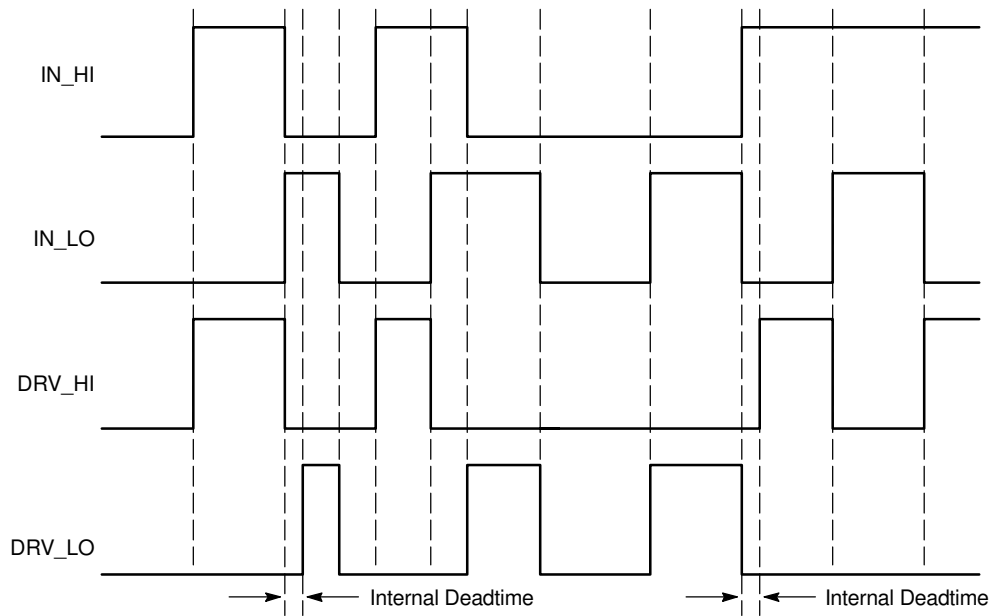 IN_HI
IN_LO
DRV_HI
DRV_LO
Internal Deadtime
Internal Deadtime